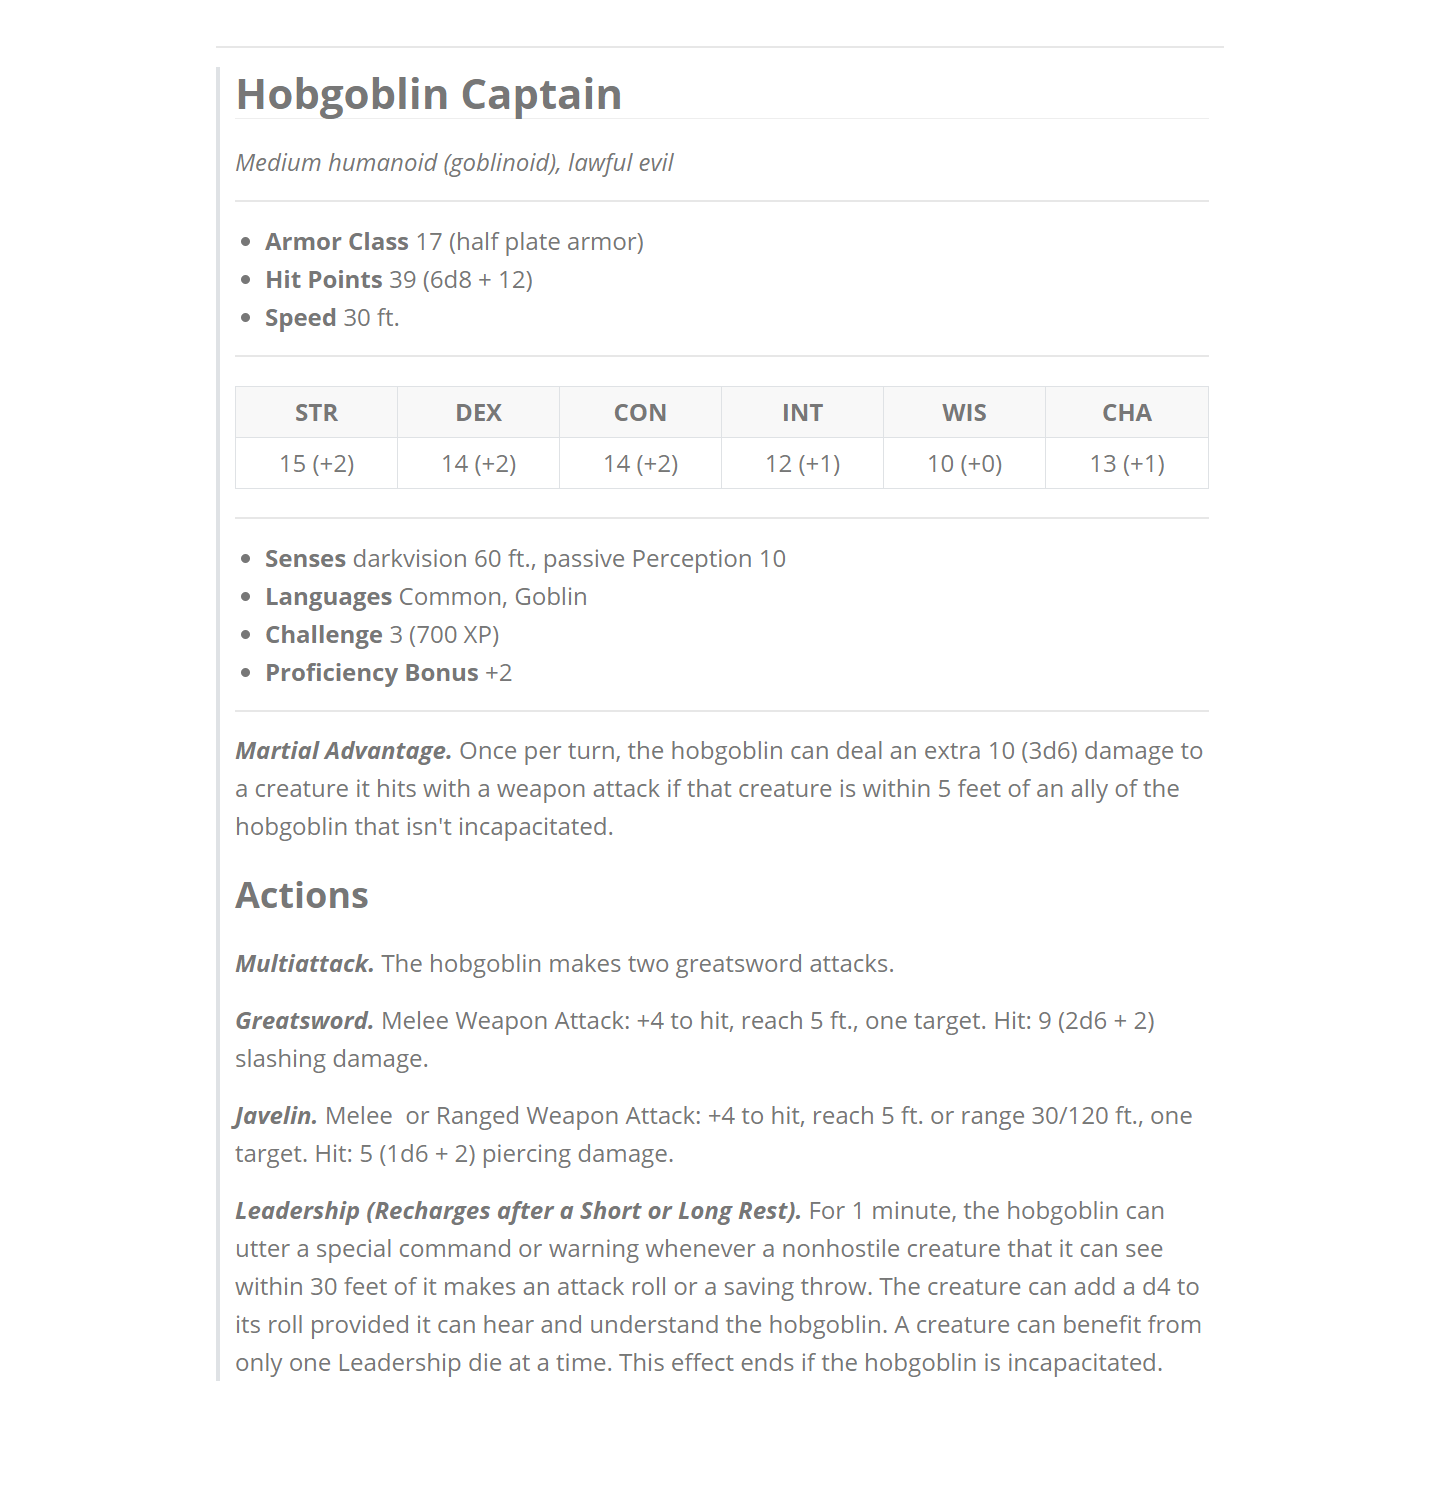 Hobgoblin Captain
Medium humanoid (goblinoid), lawful evil
• Armor Class 17 (half plate armor)
• Hit Points 39 (6d8 + 12)
• Speed 30 ft.
STR DEX CON INT WIS CHA
15 (+2) 14 (+2) 14 (+2) 12 (+1) 10 (+0) 13 (+1)
• Senses darkvision 60 ft., passive Perception 10
• Languages Common, Goblin
• Challenge 3 (700 XP)
• Proficiency Bonus +2
Martial Advantage. Once per turn, the hobgoblin can deal an extra 10 (3d6) damage to
a creature it hits with a weapon attack if that creature is within 5 feet of an ally of the
hobgoblin that isn't incapacitated.
Actions
Multiattack. The hobgoblin makes two greatsword attacks.
Greatsword. Melee Weapon Attack: +4 to hit, reach 5 ft., one target. Hit: 9 (2d6 + 2)
slashing damage.
Javelin. Melee  or Ranged Weapon Attack: +4 to hit, reach 5 ft. or range 30/120 ft., one
target. Hit: 5 (1d6 + 2) piercing damage.
Leadership (Recharges after a Short or Long Rest). For 1 minute, the hobgoblin can
utter a special command or warning whenever a nonhostile creature that it can see
within 30 feet of it makes an attack roll or a saving throw. The creature can add a d4 to
its roll provided it can hear and understand the hobgoblin. A creature can benefit from
only one Leadership die at a time. This effect ends if the hobgoblin is incapacitated.